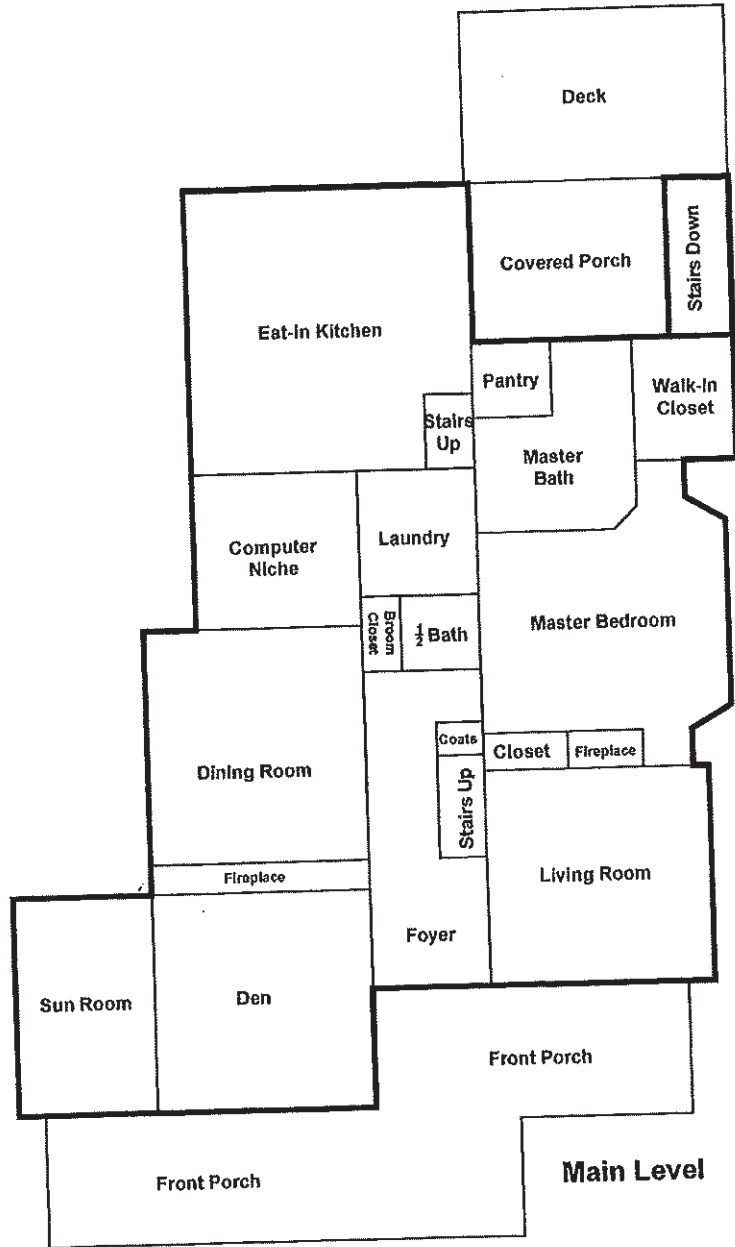 Deck
Covered Porch
Stairs Down
Eat-In Kitchen
Pantry
Walk-In
Closet
Stairs
Up
Master
Bath
Laundry
Computer
Niche
Broom
Closet
½ Bath
Master Bedroom
Coats
Closet
Fireplace
Dining Room
Stairs Up
Living Room
Fireplace
Foyer
Sun Room
Den
Front Porch
Front Porch
Main Level